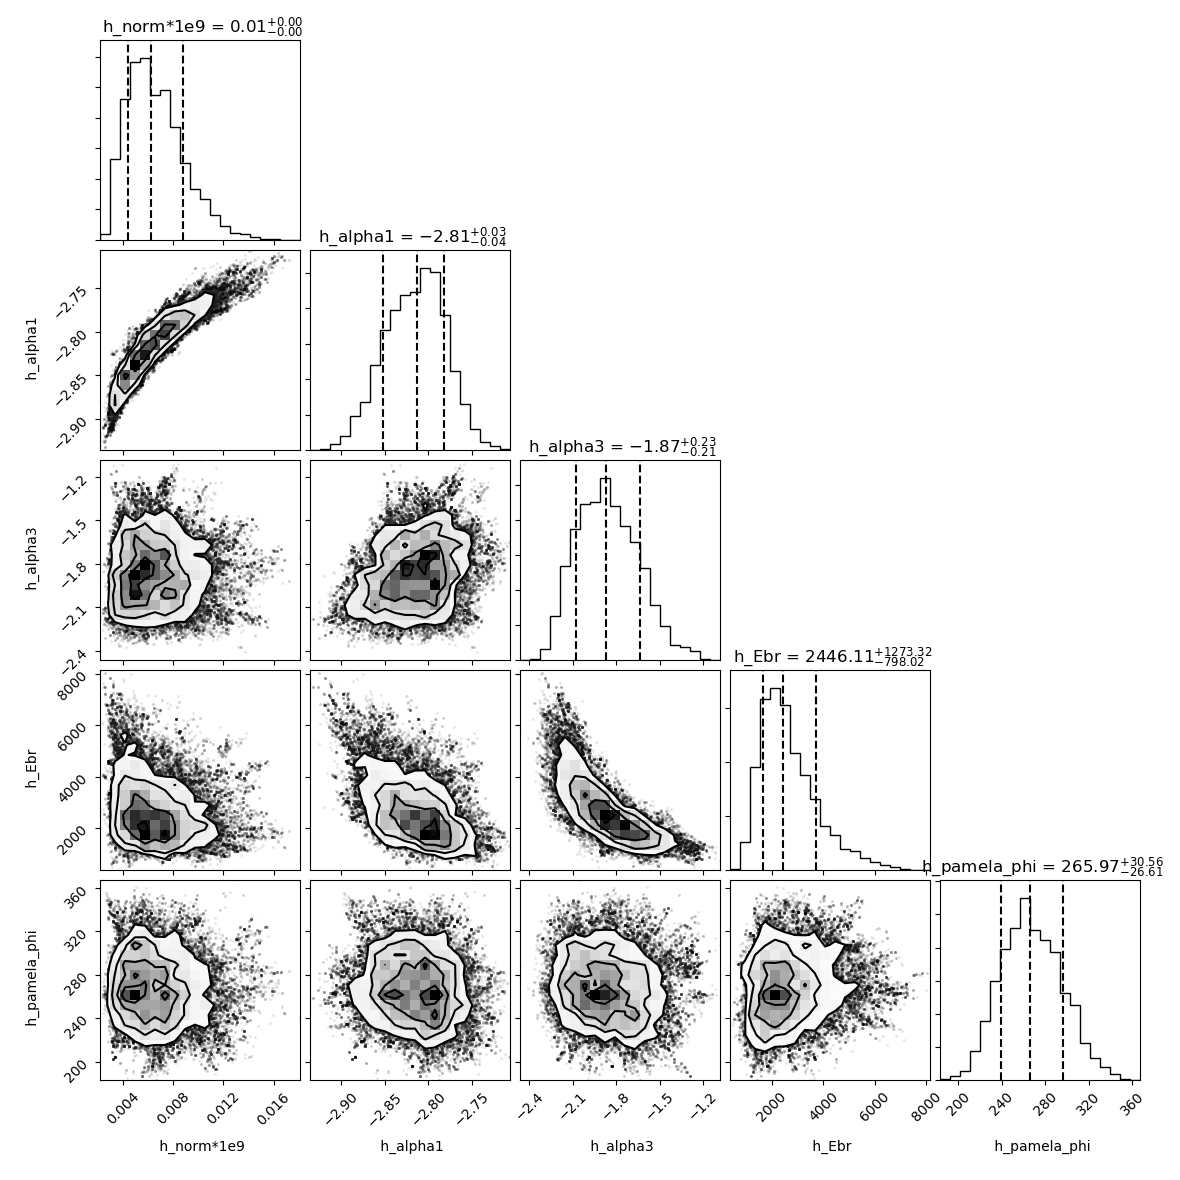 h_norm*1e9 = 0.01+0.00−0.00
h_alpha1 = −2.81+0.03−0.04
−2.75
−2.80
−2.85
−2.90
h_alpha1
h_alpha3 = −1.87+0.23−0.21
−1.2
−1.5
−1.8
−2.1
−2.4
h_alpha3
h_Ebr = 2446.11+1273.32−798.02
8000
6000
4000
2000
h_Ebr
h_pamela_phi = 265.97+30.56−26.61
360
320
280
240
200
h_pamela_phi
0.004 0.008 0.012 0.016 −2.90 −2.85 −2.80 −2.75 −2.4 −2.1 −1.8 −1.5 −1.2 2000 4000 6000 8000 200 240 280 320 360
h_norm*1e9 h_alpha1 h_alpha3 h_Ebr h_pamela_phi